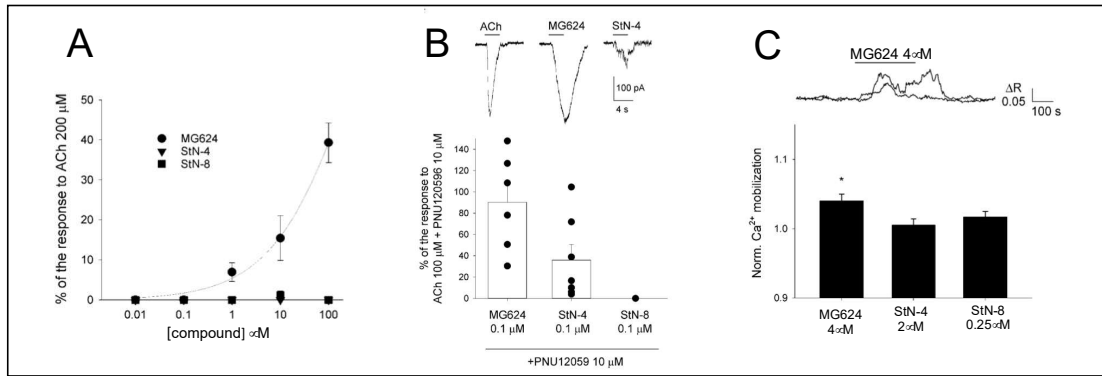 A
% of the response to ACh 200 µM
50
40
30
20
10
0
MG624
StN-4
StN-8
0.01 0.1 1 10 100
[compound] ∝M
B
ACh MG624 StN-4
100 pA
4 s
% of the response to
ACh 100 µM + PNU120596 10 µM
140
120
100
80
60
40
20
0
MG624 StN-4 StN-8
0.1 µM 0.1 µM 0.1 µM
+PNU12059 10 µM
C
MG624 4∝M
ΔR
0.05
100 s
Norm. Ca²⁺ mobilization
1.1
1.0
0.9
*
MG624 StN-4 StN-8
4∝M 2∝M 0.25∝M